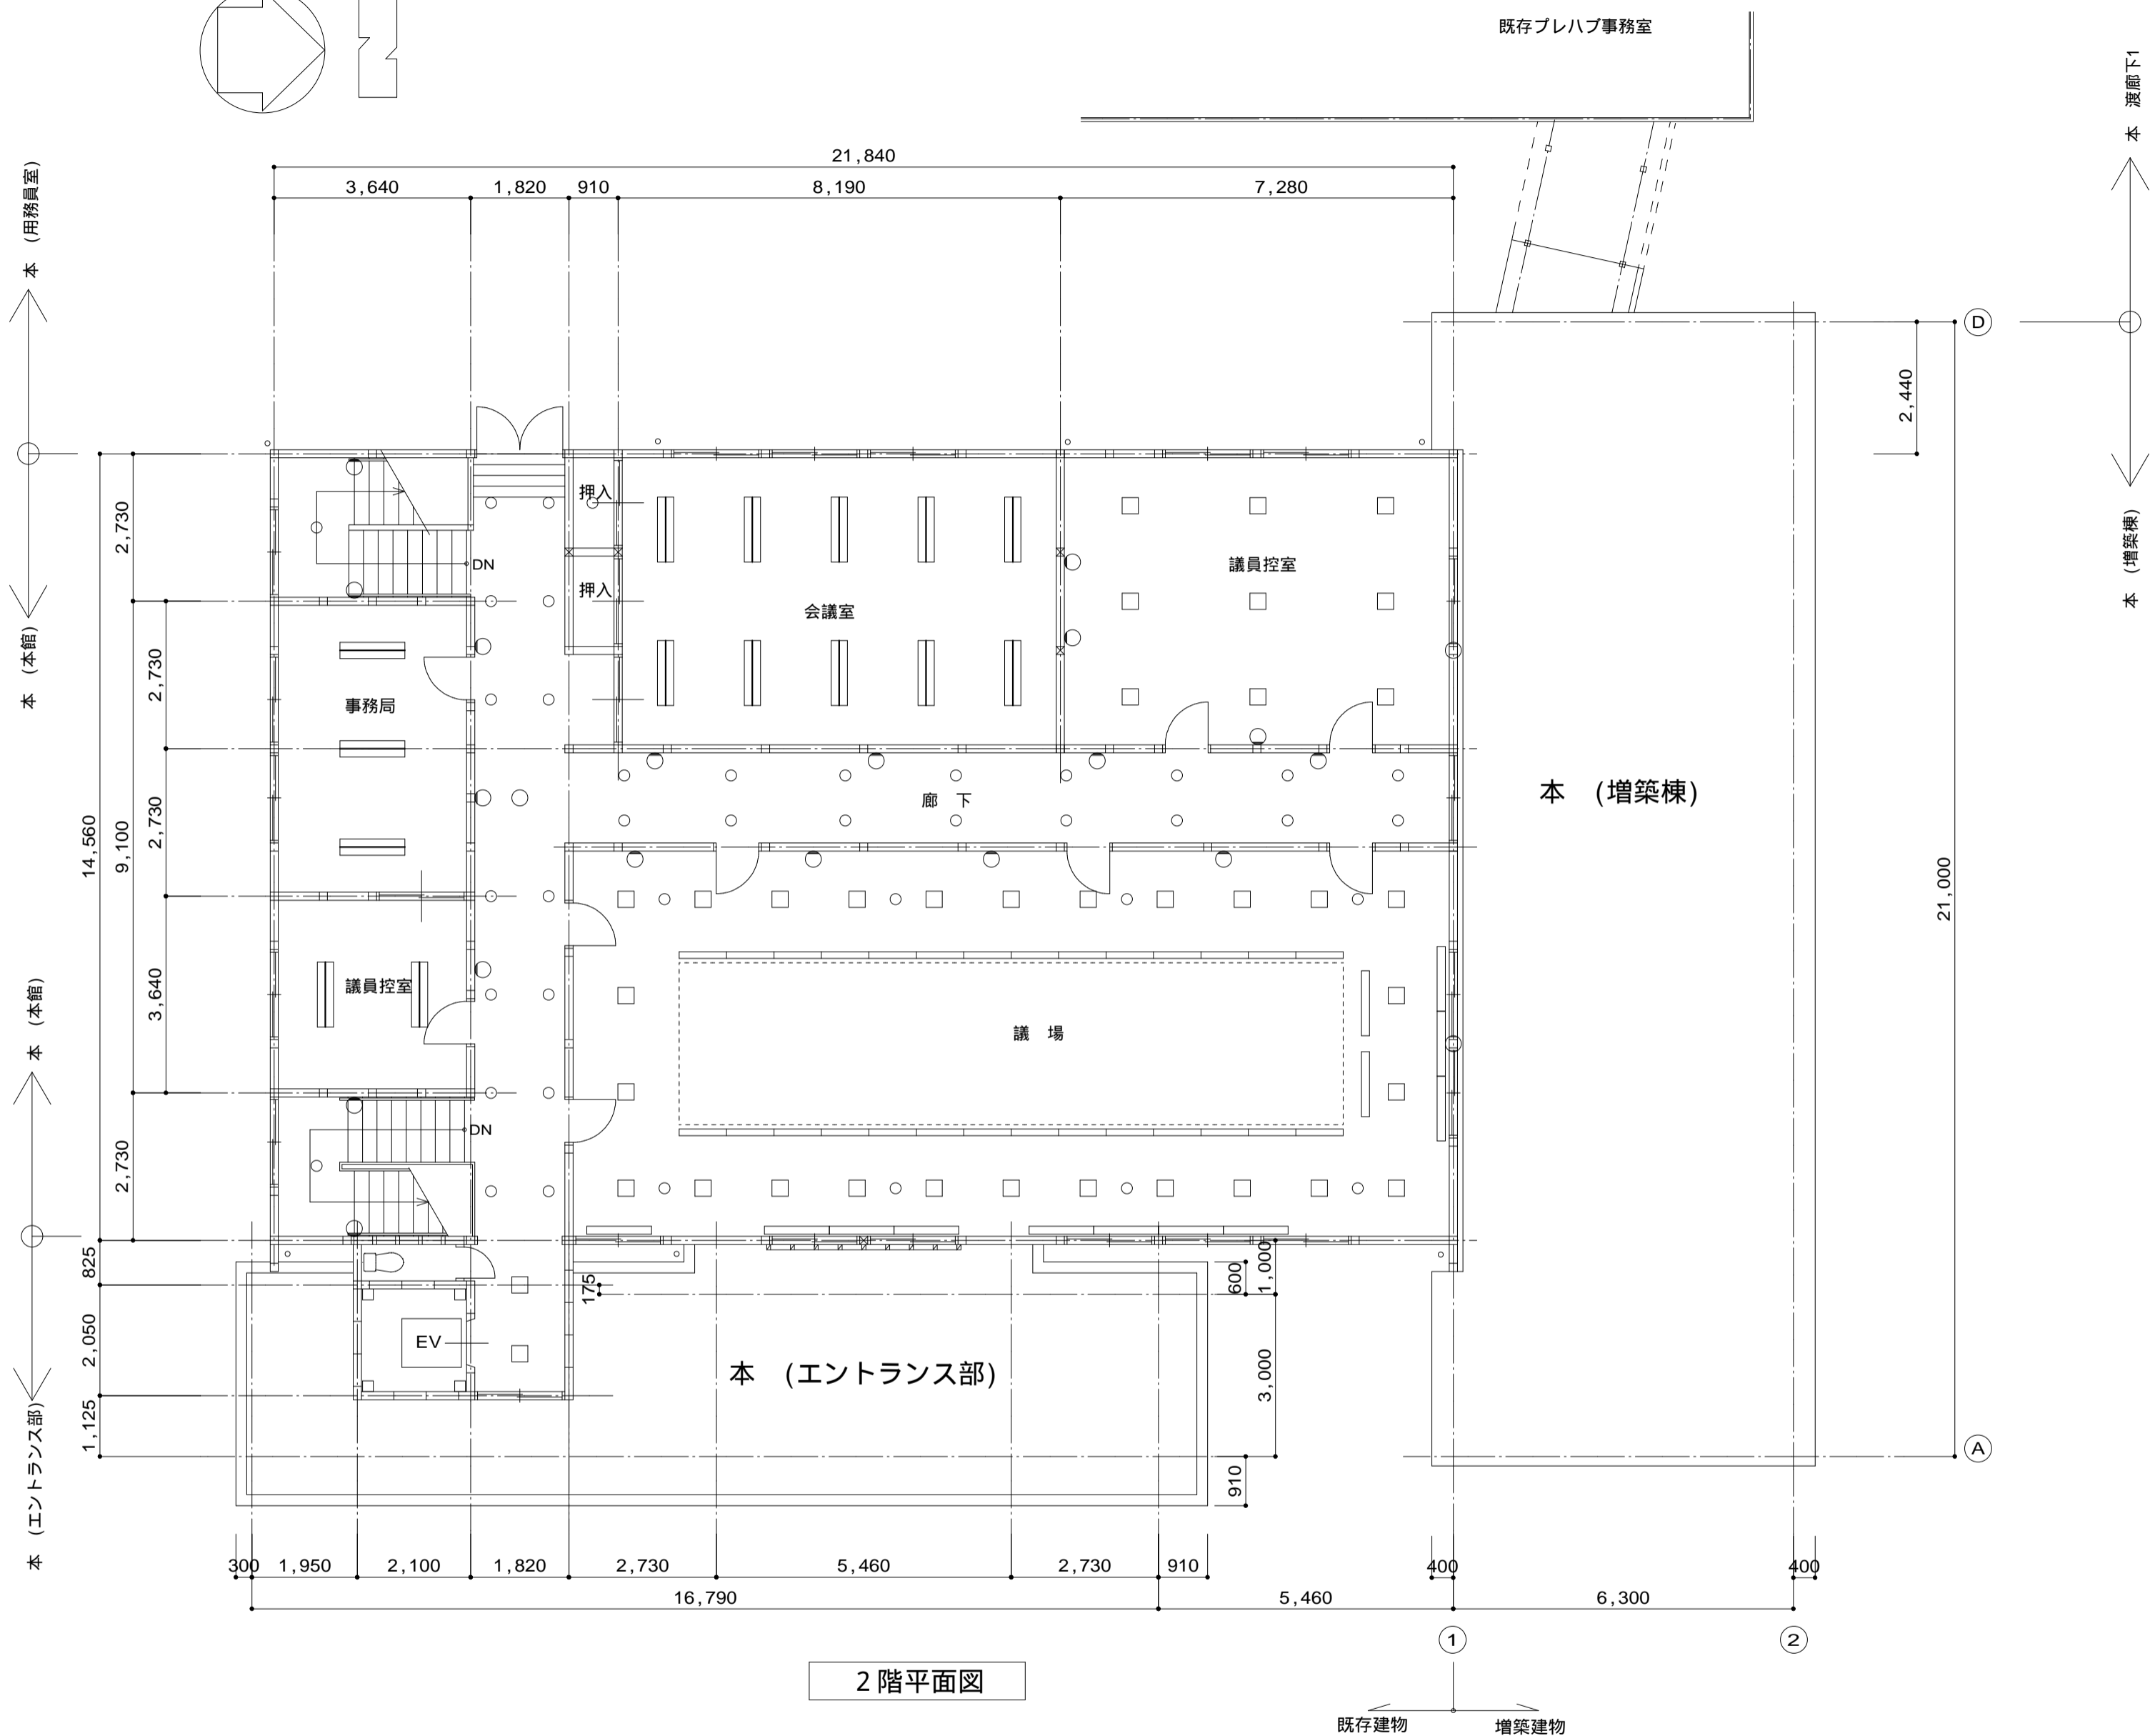 N
既存プレハブ事務室
本 渡廊下1
本 (用務員室)
21,840
3,640 1,820 910 8,190 7,280
D
2,440
本 (増築棟)
押入
DN
押入
議員控室
会議室
本 (本館)
2,730
2,730
事務局
廊 下
本 (増築棟)
2,730
14,560
9,100
21,000
3,640
議員控室
議 場
本 (本館)
DN
2,730
825
175
600
1,000
2,050
EV
本 (エントランス部)
3,000
1,125
A
910
本 (エントランス部)
300 1,950 2,100 1,820 2,730 5,460 2,730 910 400 400
16,790 5,460 6,300
1 2
2階平面図
既存建物 増築建物